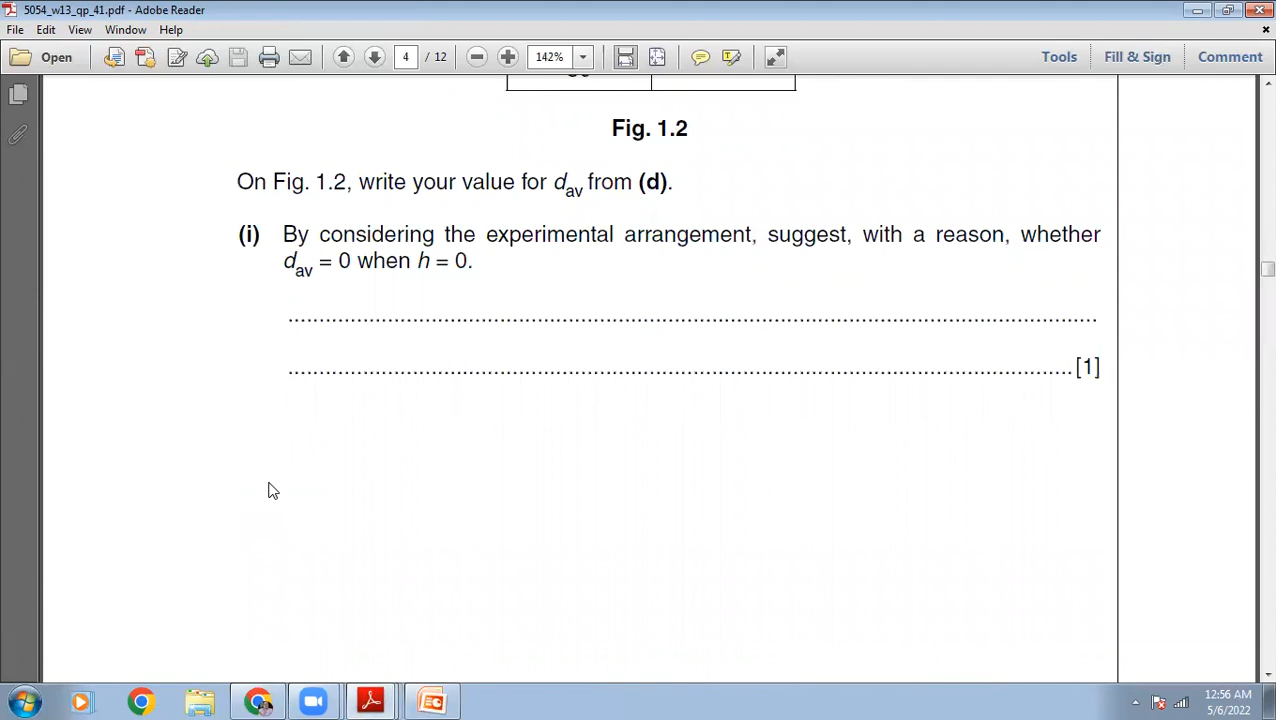 5054_w13_qp_41.pdf - Adobe Reader
File Edit View Window Help
Open 4 / 12 142% Tools Fill & Sign Comment
Fig. 1.2
On Fig. 1.2, write your value for dav from (d).
(i) By considering the experimental arrangement, suggest, with a reason, whether
dav = 0 when h = 0.
..........................................................................................................................
.....................................................................................................................[1]
12:56 AM
5/6/2022